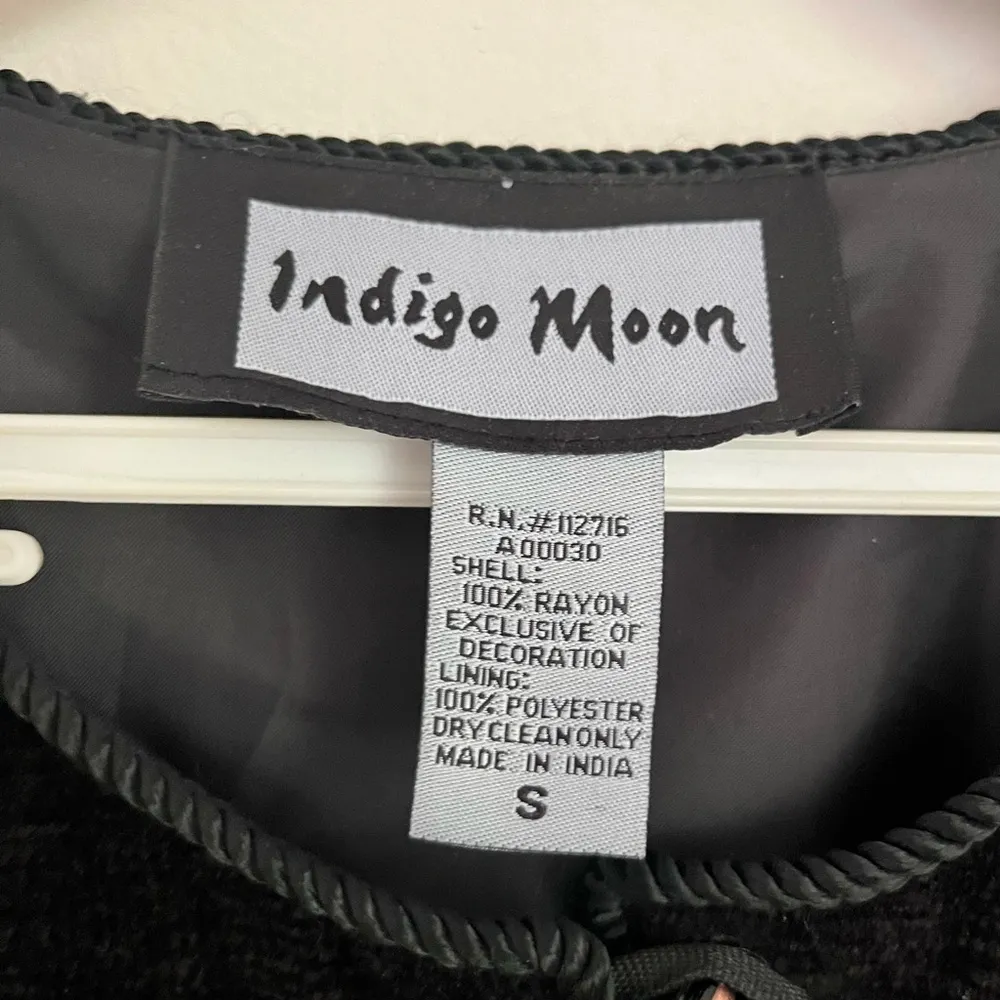 Indigo Moon
R.N.#112716
A00030
SHELL:
100% RAYON
EXCLUSIVE OF
DECORATION
LINING:
100% POLYESTER
DRY CLEAN ONLY
MADE IN INDIA
S